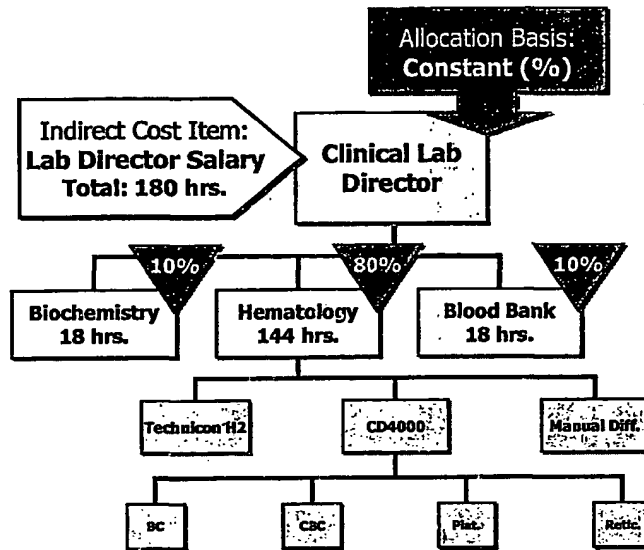 Allocation Basis:
Constant (%)
Indirect Cost Item:
Lab Director Salary
Total: 180 hrs.
Clinical Lab
Director
10%
80%
10%
Biochemistry
18 hrs.
Hematology
144 hrs.
Blood Bank
18 hrs.
Technicon H2
CD4000
Manual Diff.
BC
CBC
Plat.
Retic.